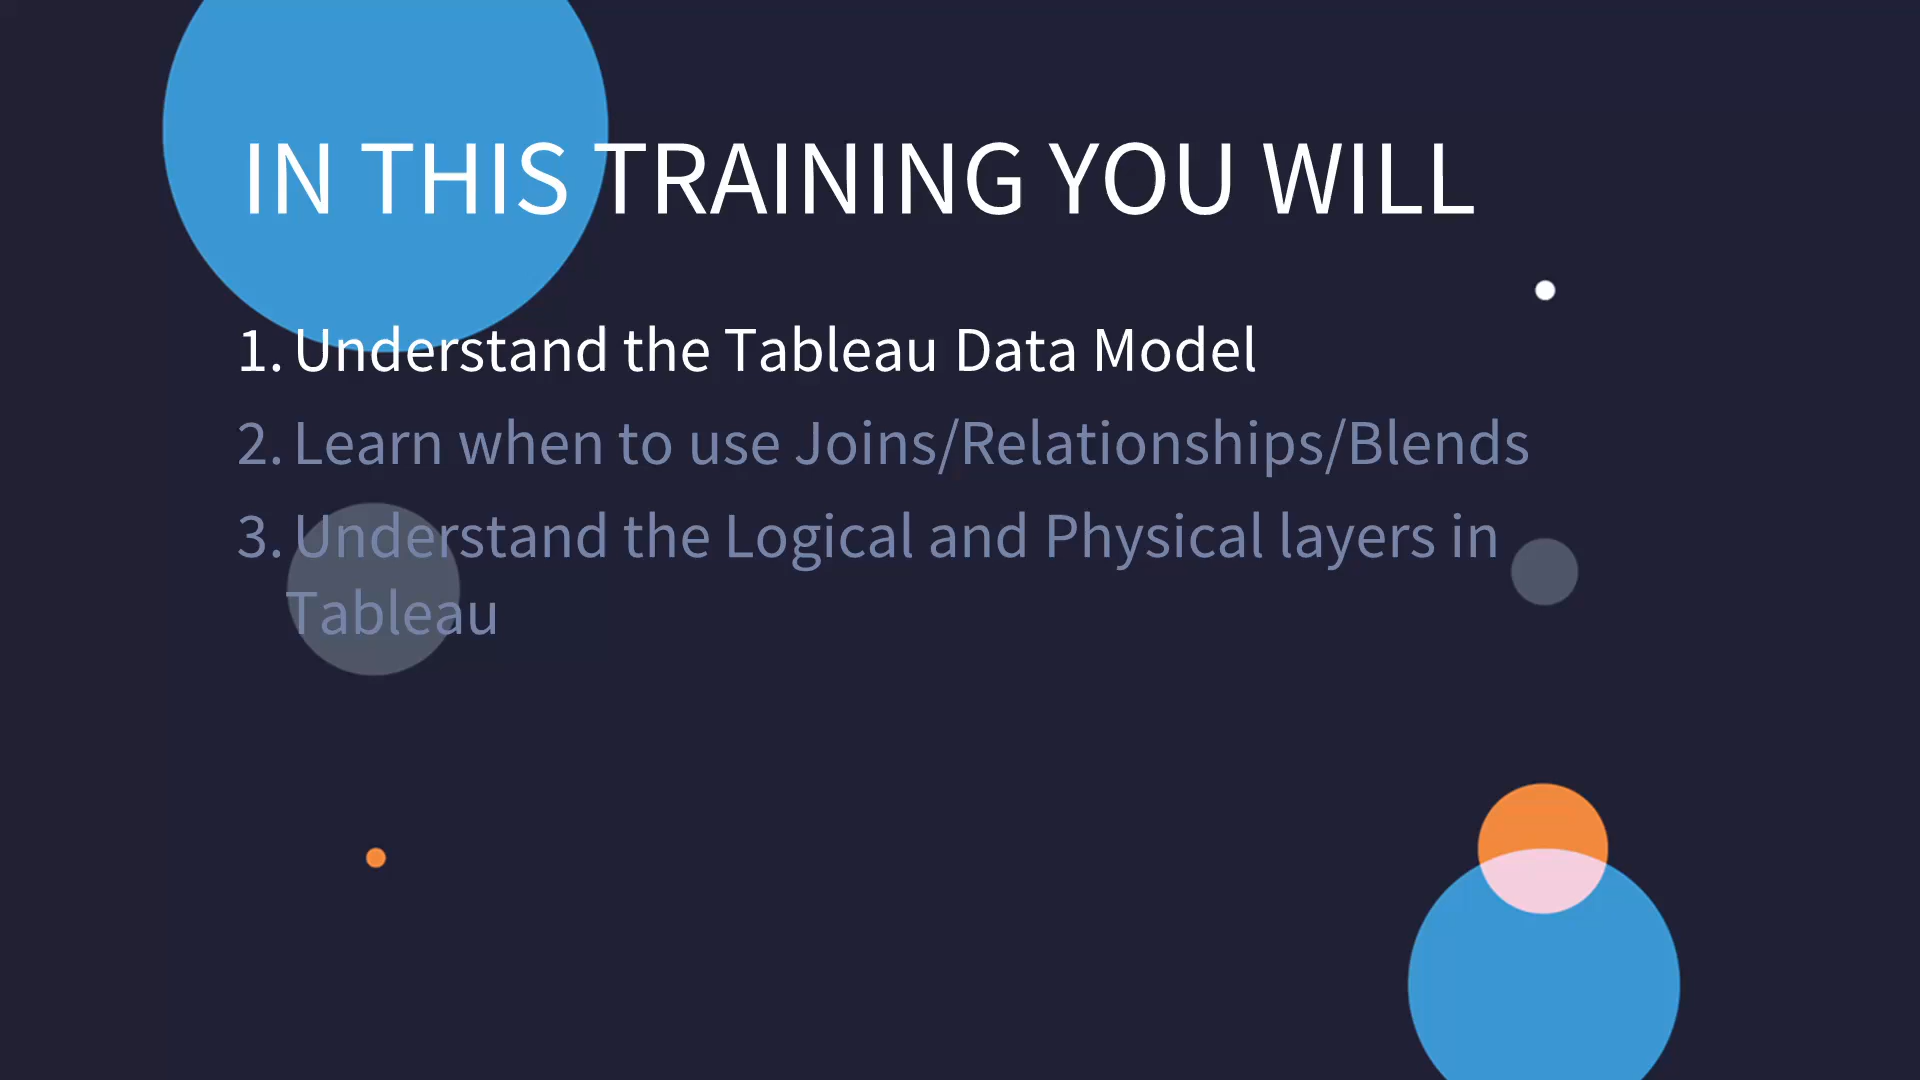 IN THIS TRAINING YOU WILL
1. Understand the Tableau Data Model
2. Learn when to use Joins/Relationships/Blends
3. Understand the Logical and Physical layers in
Tableau